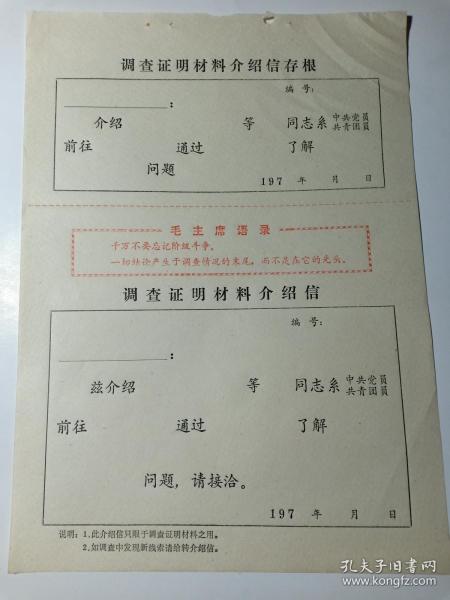 调查证明材料介绍信存根
编号：
：
介绍 等 同志系 中共党员
共青团员
前往 通过 了解
问题
197 年 月 日
毛主席语录
千万不要忘记阶级斗争。
一切结论产生于调查情况的末尾，而不是在它的先头。
调查证明材料介绍信
编号：
：
兹介绍 等 同志系 中共党员
共青团员
前往 通过 了解
问题，请接洽。
197 年 月 日
说明：1.此介绍信只限于调查证明材料之用。
2.如调查中发现新线索请给转介绍信。
孔夫子旧书网
www.kongfz.com